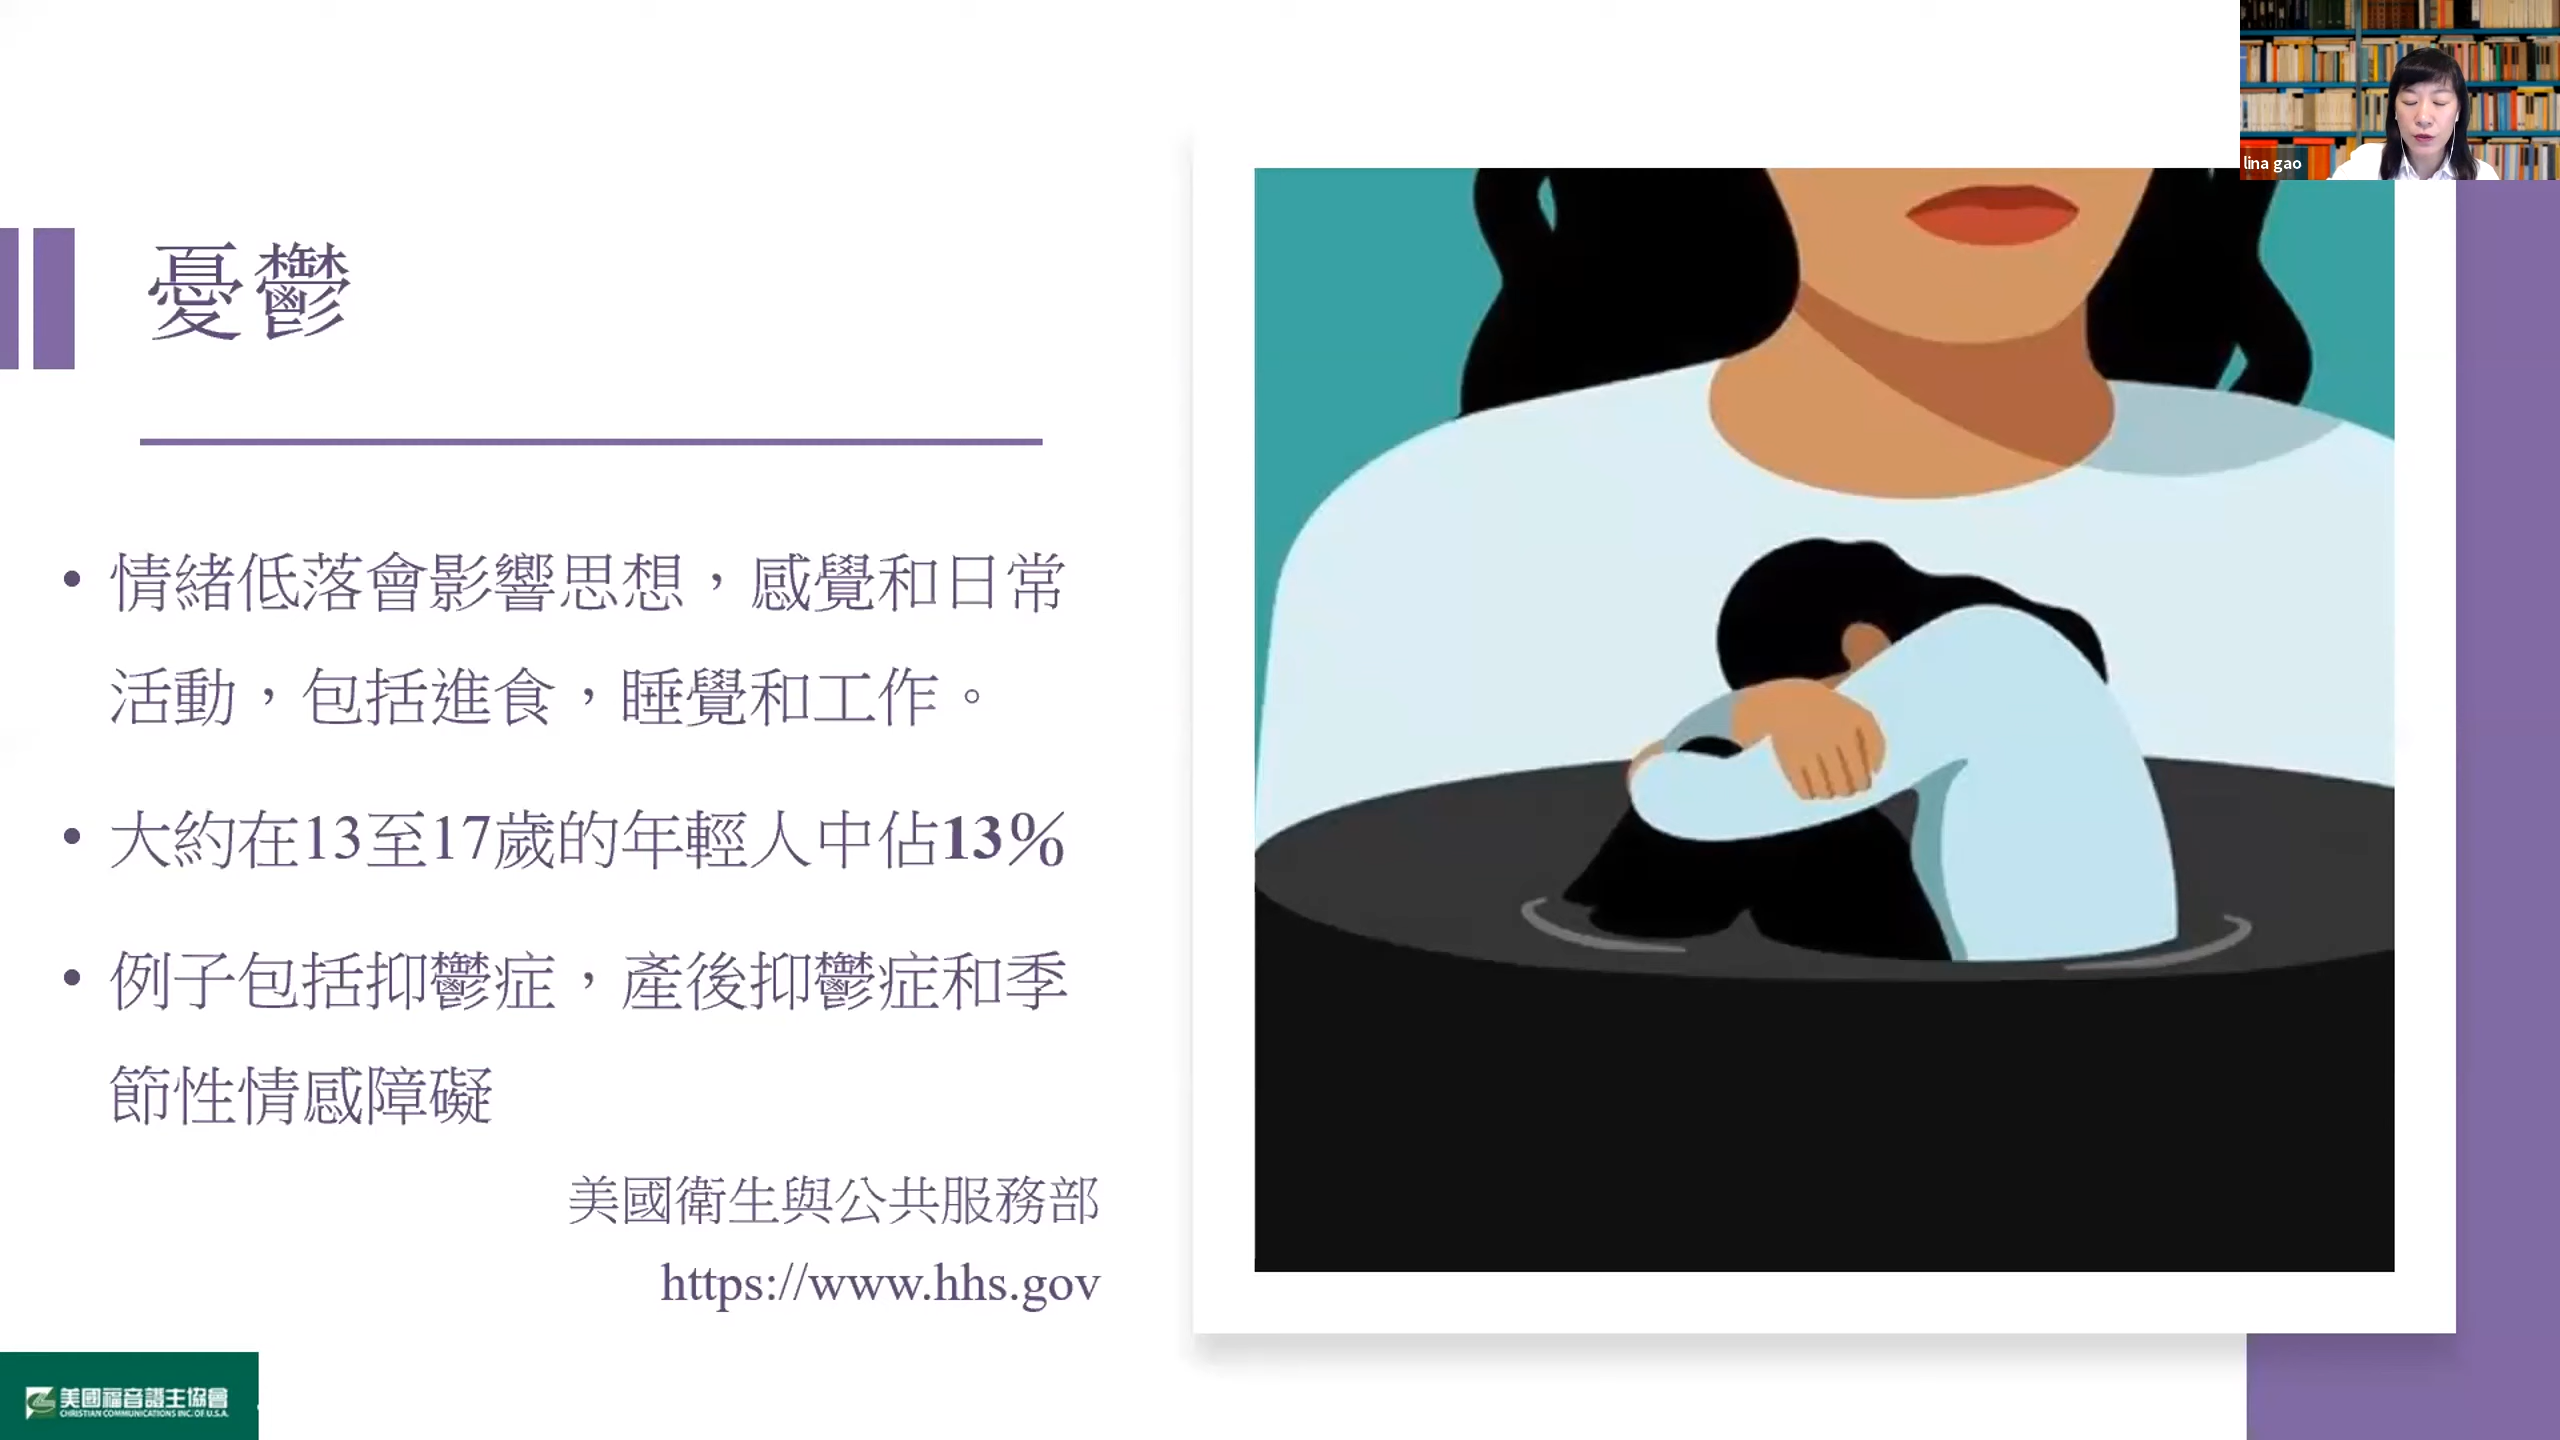 lina gao
憂鬱
• 情緒低落會影響思想，感覺和日常
活動，包括進食，睡覺和工作。
• 大約在13至17歲的年輕人中佔13%
• 例子包括抑鬱症，產後抑鬱症和季
節性情感障礙
美國衛生與公共服務部
https://www.hhs.gov
美國福音證主協會
CHRISTIAN COMMUNICATIONS INC. OF U.S.A.